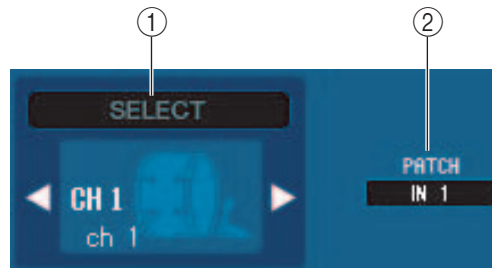 ① ②
SELECT
PATCH
IN 1
CH 1
ch 1